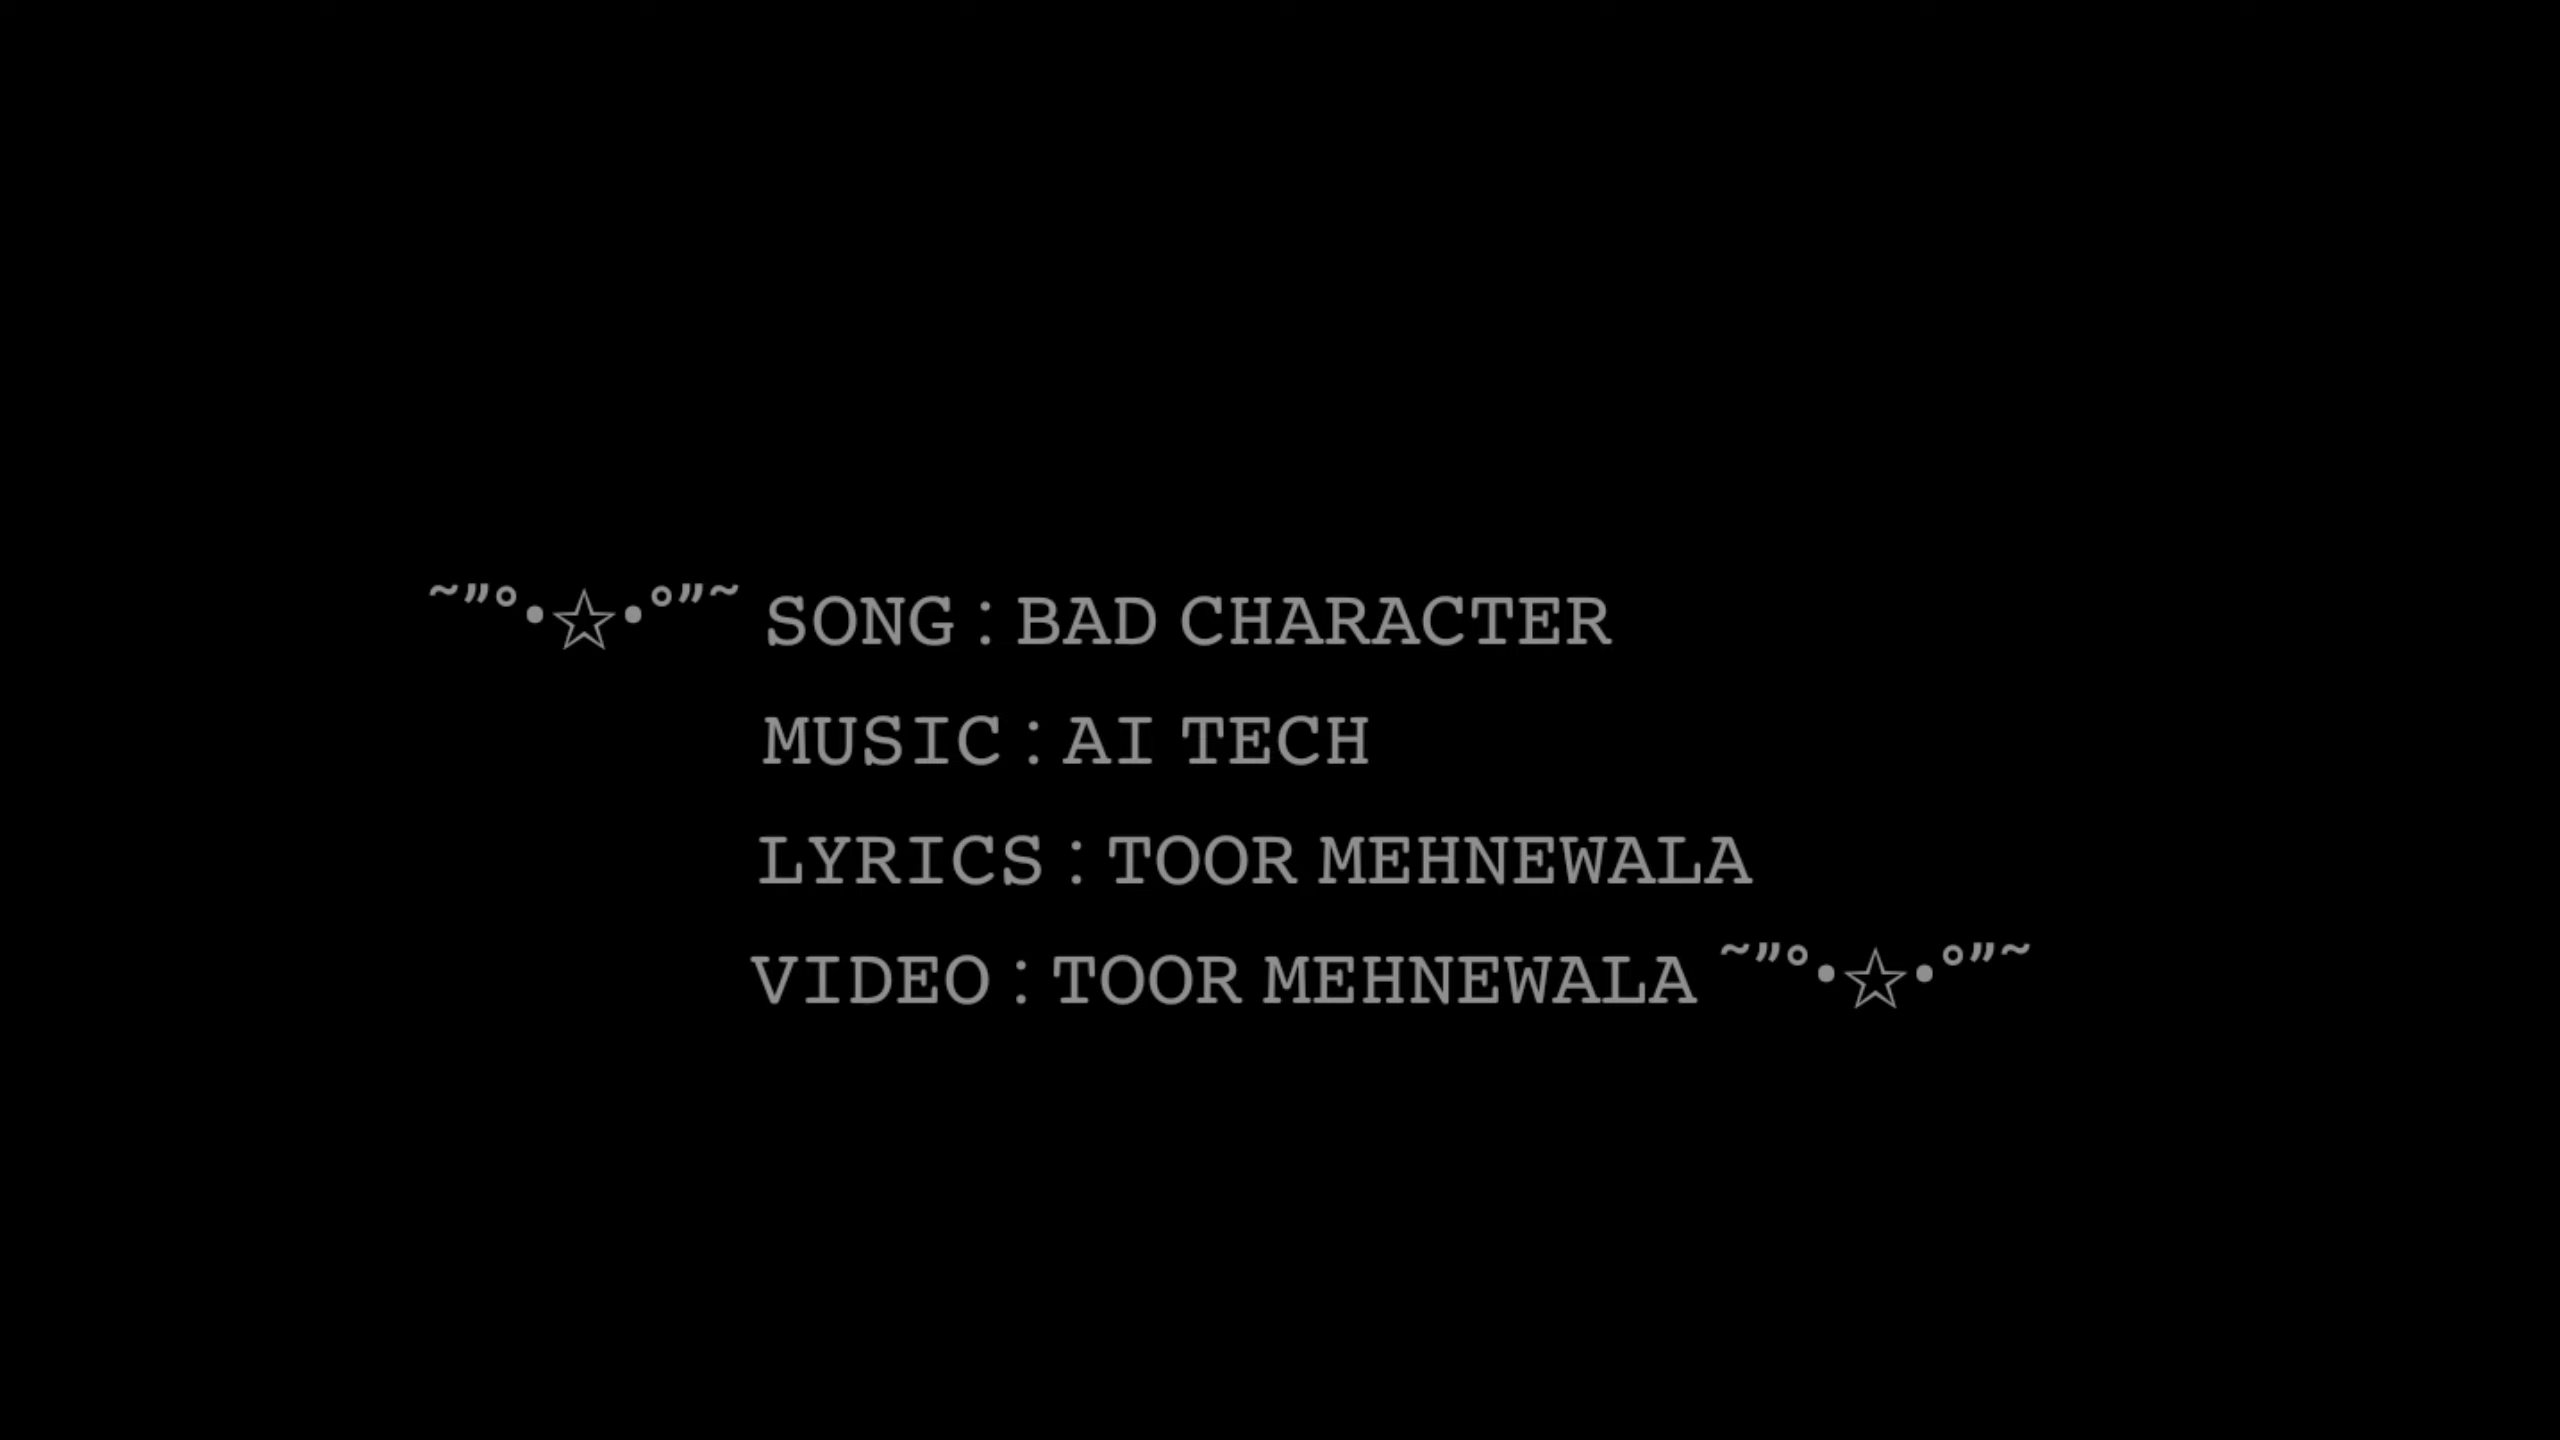 ~”°•☆•°”~ SONG : BAD CHARACTER
MUSIC : AI TECH
LYRICS : TOOR MEHNEWALA
VIDEO : TOOR MEHNEWALA ~”°•☆•°”~